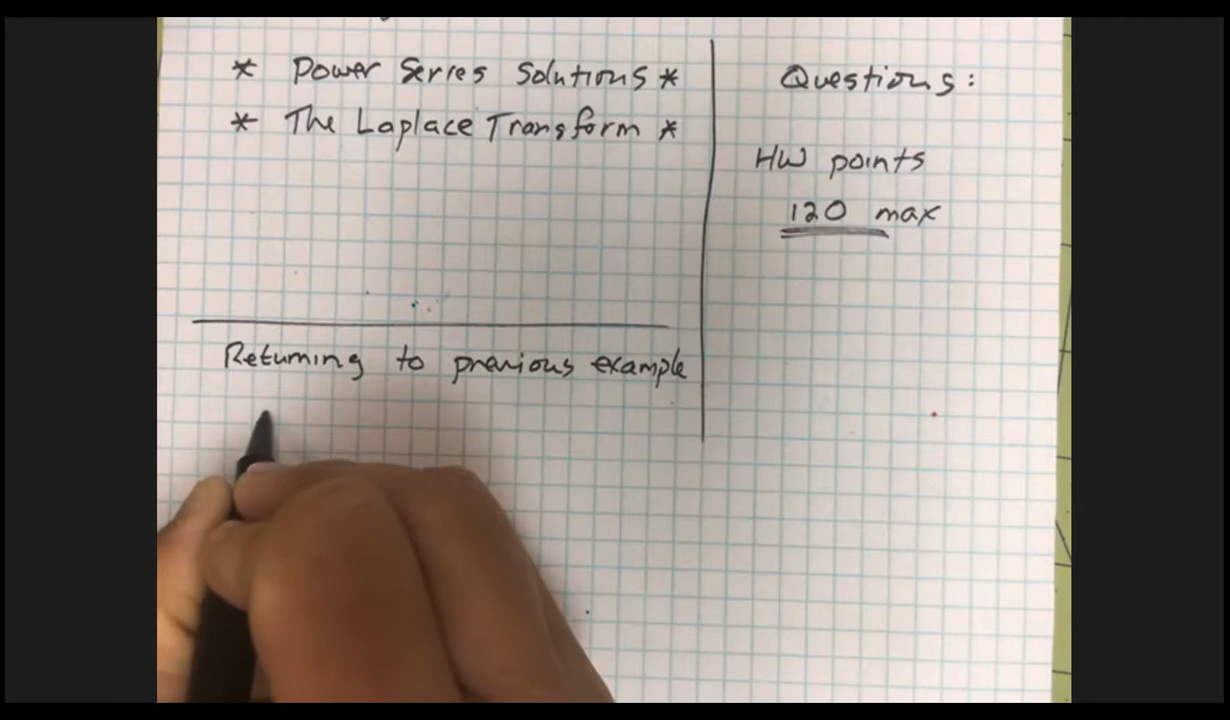 * Power Series Solutions *
* The Laplace Transform *
Returning to previous example
Questions:
HW points
120 max